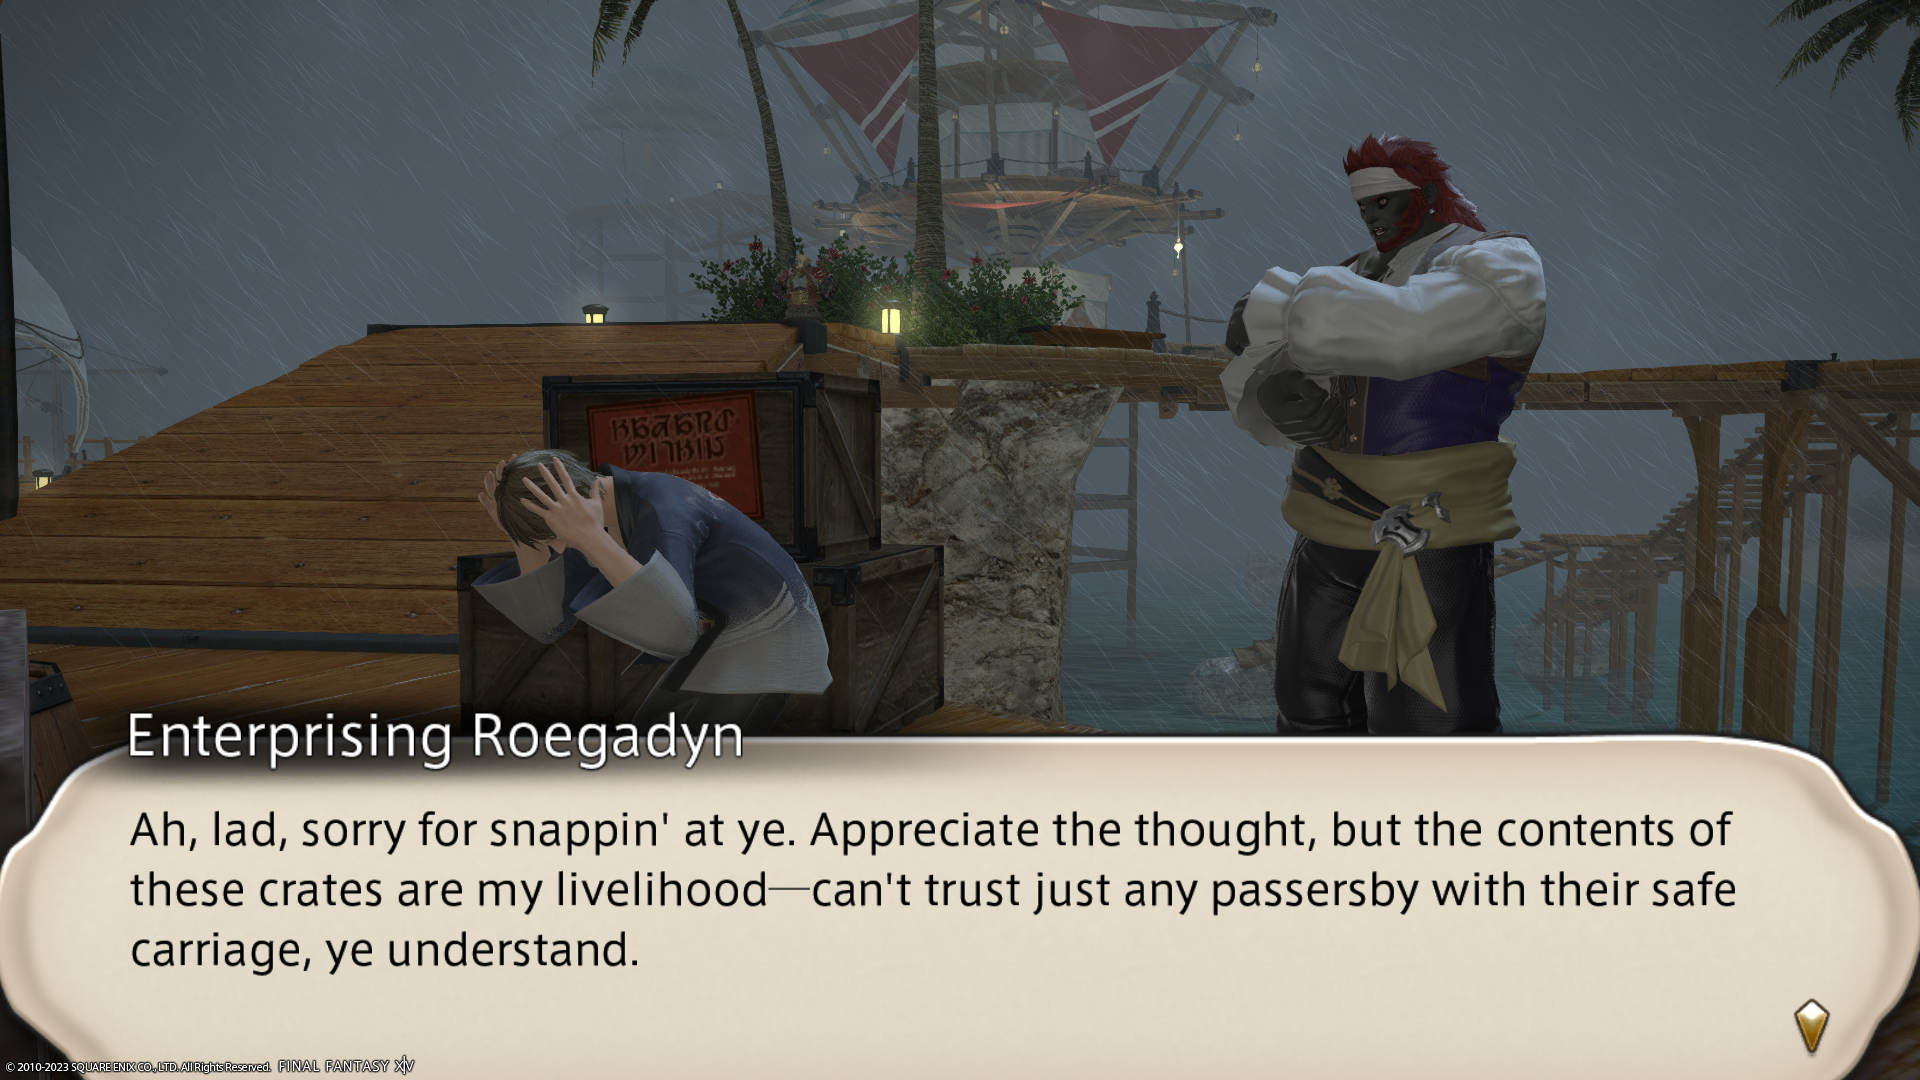 Enterprising Roegadyn
Ah, lad, sorry for snappin' at ye. Appreciate the thought, but the contents of
these crates are my livelihood—can't trust just any passersby with their safe
carriage, ye understand.
© 2010-2023 SQUARE ENIX CO., LTD. All Rights Reserved. FINAL FANTASY XIV